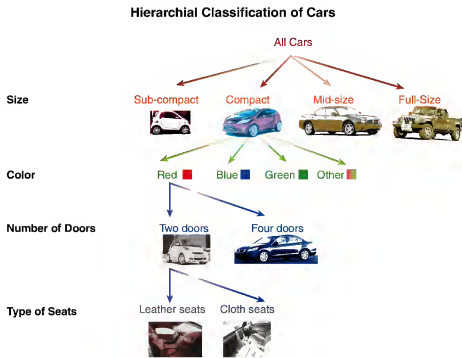 Hierarchial Classification of Cars
All Cars
Size
Sub-compact Compact Mid-size Full-Size
Color
Red Blue Green Other
Number of Doors
Two doors Four doors
Type of Seats
Leather seats Cloth seats